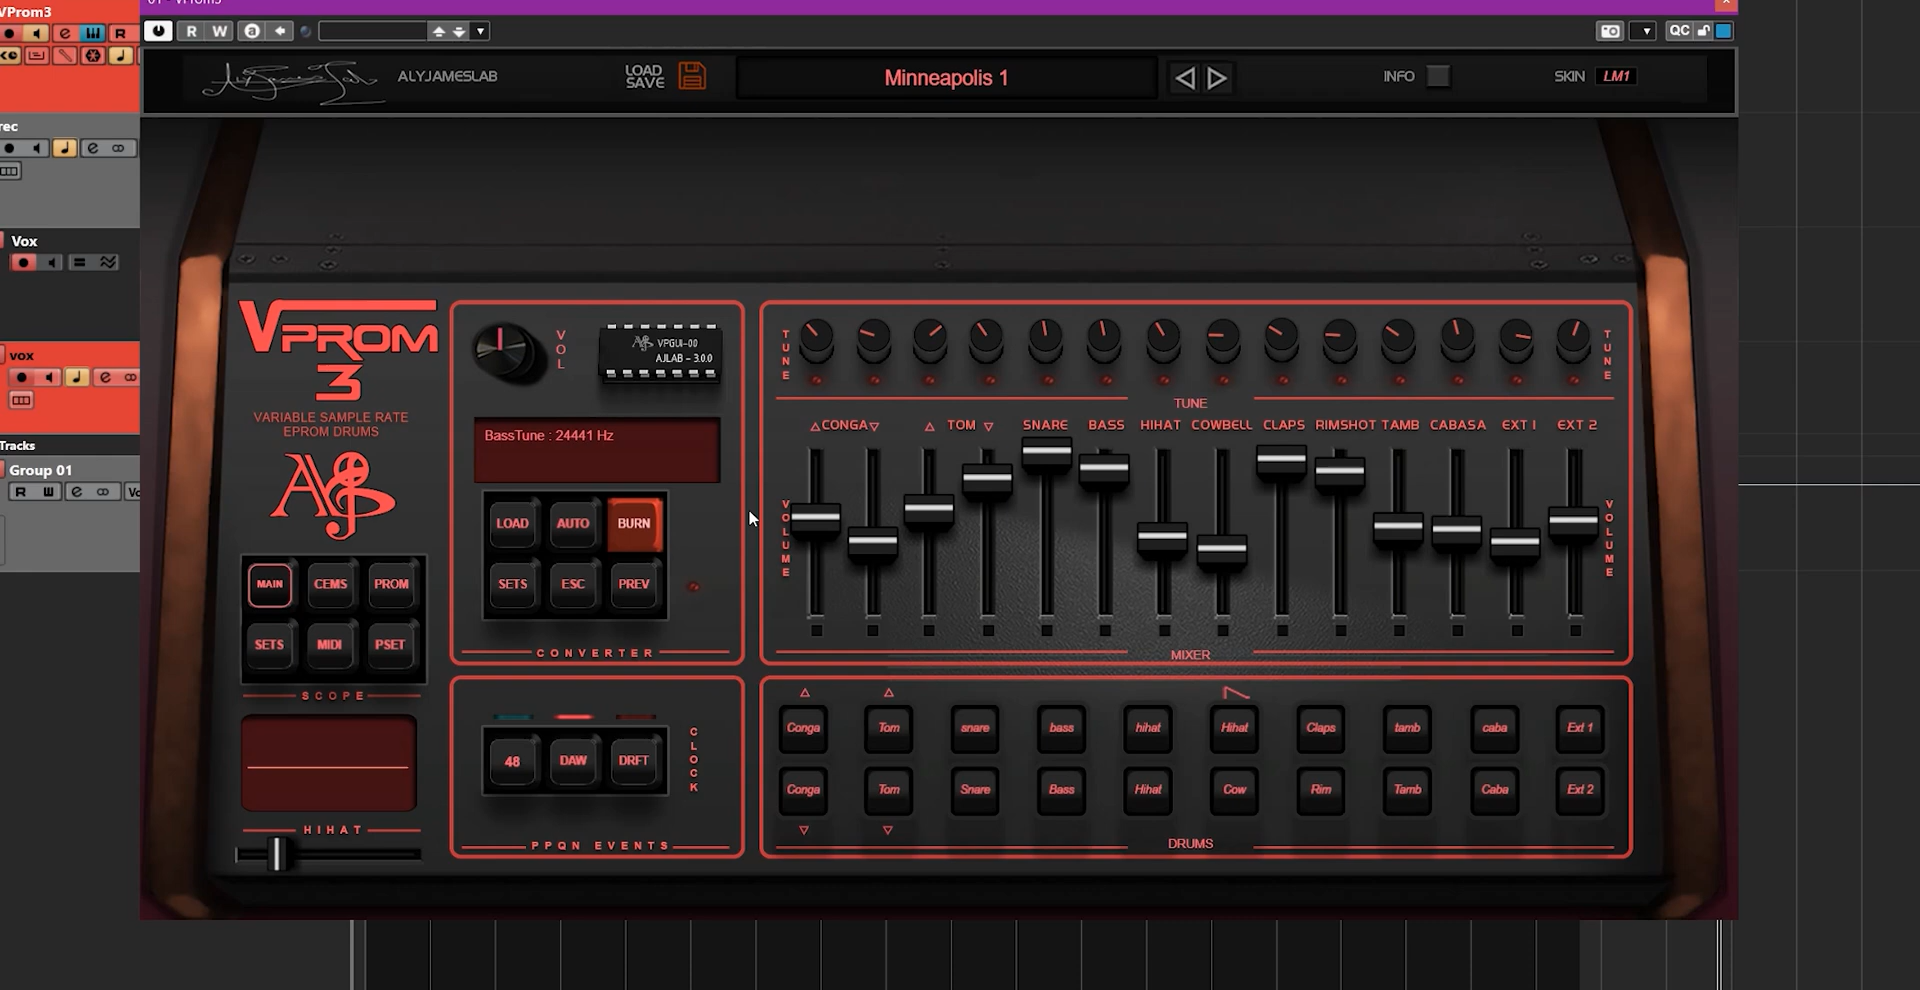 VProm3
R W a QC
R
rec
Vox
vox
Tracks
Group 01
R
ALYJAMESLAB
LOAD
SAVE
Minneapolis 1
INFO
SKIN LM1
VPROM
3
VARIABLE SAMPLE RATE
EPROM DRUMS
MAIN CEMS PROM
SETS MIDI PSET
SCOPE
HIHAT
VOL
VPGUI-00
AJLAB - 3.0.0
BassTune : 24441 Hz
LOAD AUTO BURN
SETS ESC PREV
CONVERTER
48 DAW DRFT
CLOCK
PPQN EVENTS
TUNE
TUNE
TUNE
CONGA TOM SNARE BASS HIHAT COWBELL CLAPS RIMSHOT TAMB CABASA EXT 1 EXT 2
VOLUME
VOLUME
MIXER
Conga Tom snare bass hihat Hihat Claps tamb caba Ext 1
Conga Tom Snare Bass Hihat Cow Rim Tamb Caba Ext 2
DRUMS